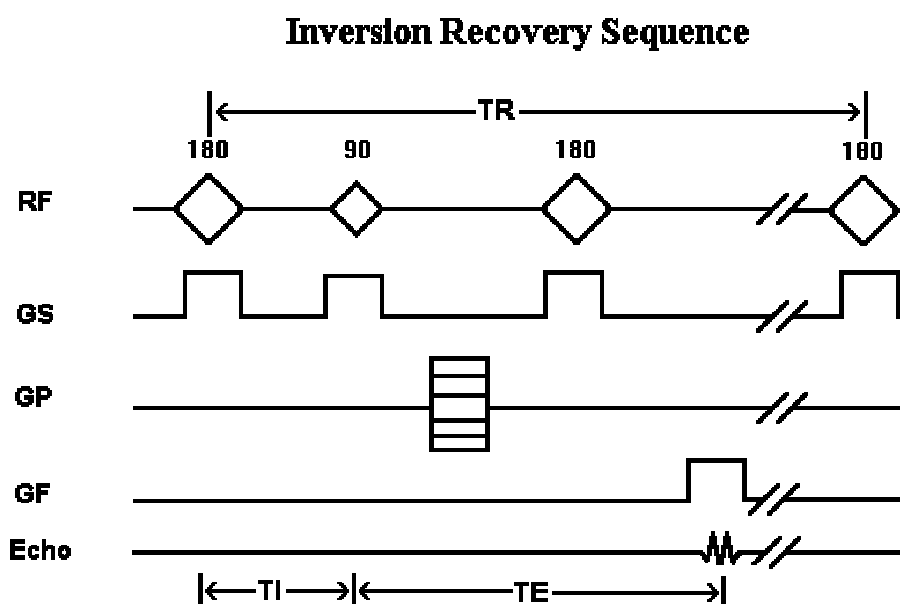 Inversion Recovery Sequence
TR
180 90 180 180
RF
GS
GP
GF
Echo
TI TE